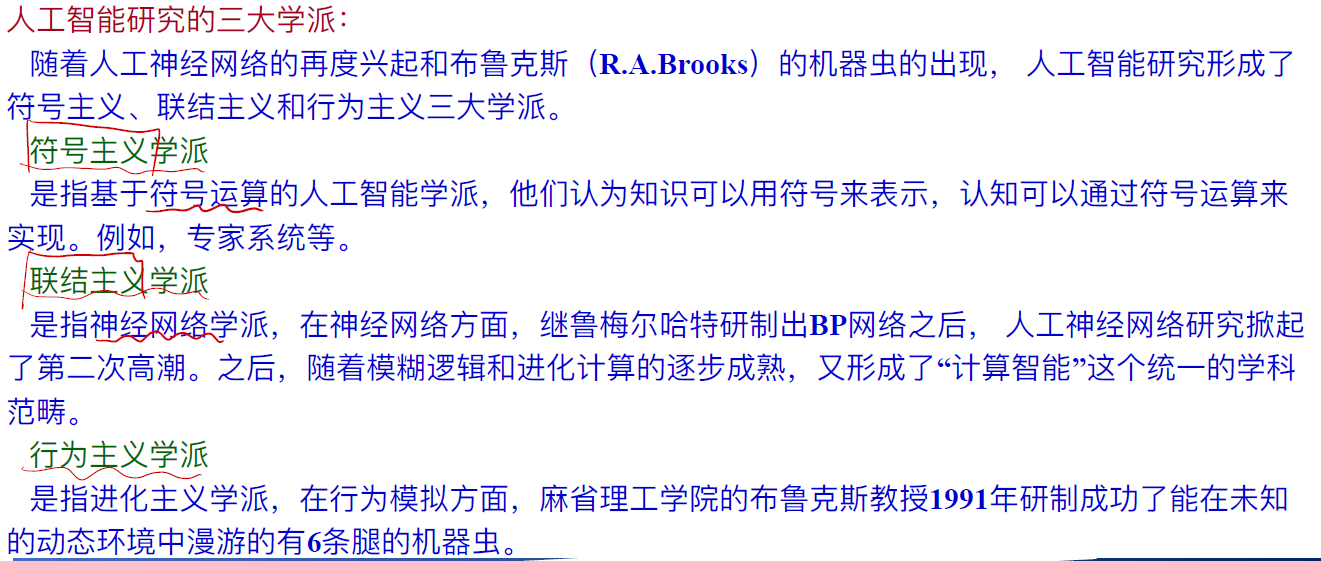 人工智能研究的三大学派：
随着人工神经网络的再度兴起和布鲁克斯（R.A.Brooks）的机器虫的出现， 人工智能研究形成了
符号主义、联结主义和行为主义三大学派。
符号主义学派
是指基于符号运算的人工智能学派，他们认为知识可以用符号来表示，认知可以通过符号运算来
实现。例如，专家系统等。
联结主义学派
是指神经网络学派，在神经网络方面，继鲁梅尔哈特研制出BP网络之后， 人工神经网络研究掀起
了第二次高潮。之后，随着模糊逻辑和进化计算的逐步成熟，又形成了“计算智能”这个统一的学科
范畴。
行为主义学派
是指进化主义学派，在行为模拟方面，麻省理工学院的布鲁克斯教授1991年研制成功了能在未知
的动态环境中漫游的有6条腿的机器虫。